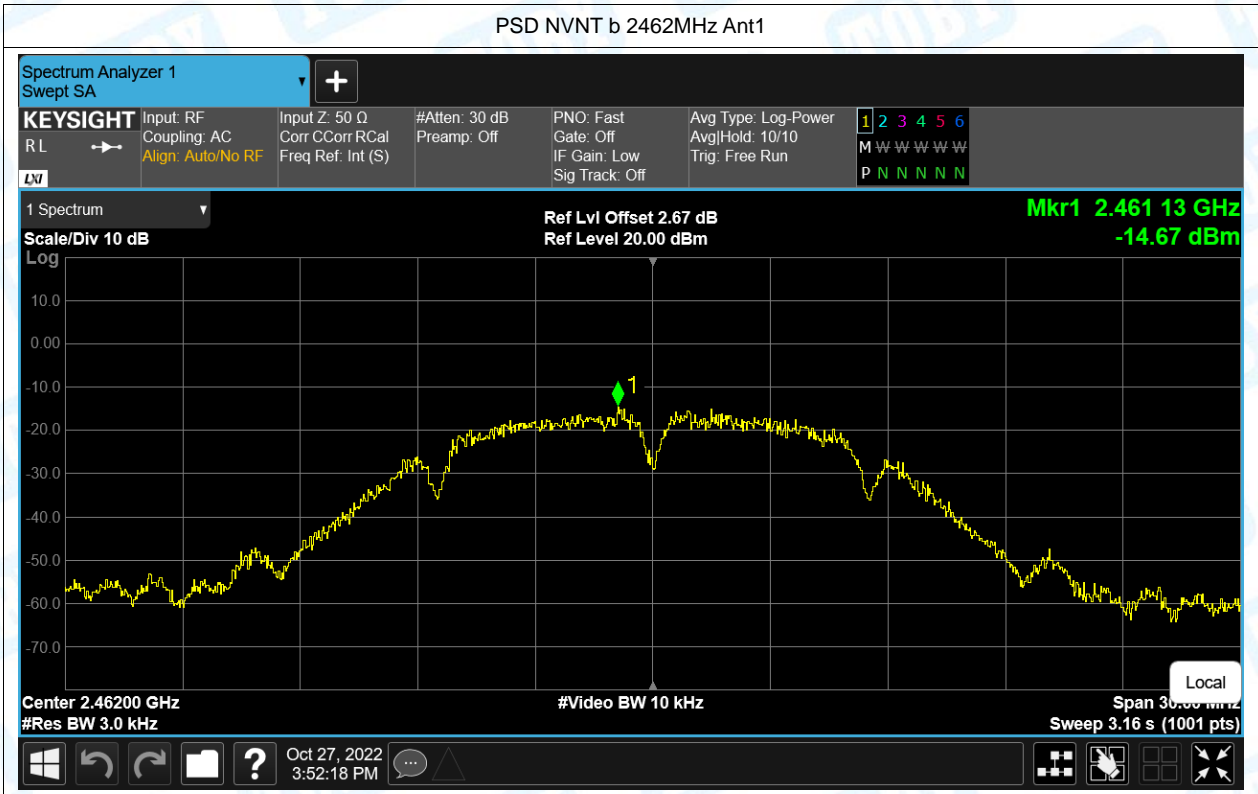 PSD NVNT b 2462MHz Ant1
Spectrum Analyzer 1
Swept SA
KEYSIGHT
R L
LXI
Input: RF
Coupling: AC
Align: Auto/No RF
Input Z: 50 Ω
Corr CCorr RCal
Freq Ref: Int (S)
#Atten: 30 dB
Preamp: Off
PNO: Fast
Gate: Off
IF Gain: Low
Sig Track: Off
Avg Type: Log-Power
Avg|Hold: 10/10
Trig: Free Run
1 2 3 4 5 6
M W W W W W
P N N N N N
1 Spectrum
Scale/Div 10 dB
Log
Ref Lvl Offset 2.67 dB
Ref Level 20.00 dBm
Mkr1 2.461 13 GHz
-14.67 dBm
10.0
0.00
-10.0
-20.0
-30.0
-40.0
-50.0
-60.0
-70.0
1
Local
Center 2.46200 GHz
#Res BW 3.0 kHz
#Video BW 10 kHz
Span 30.00 MHz
Sweep 3.16 s (1001 pts)
?
Oct 27, 2022
3:52:18 PM